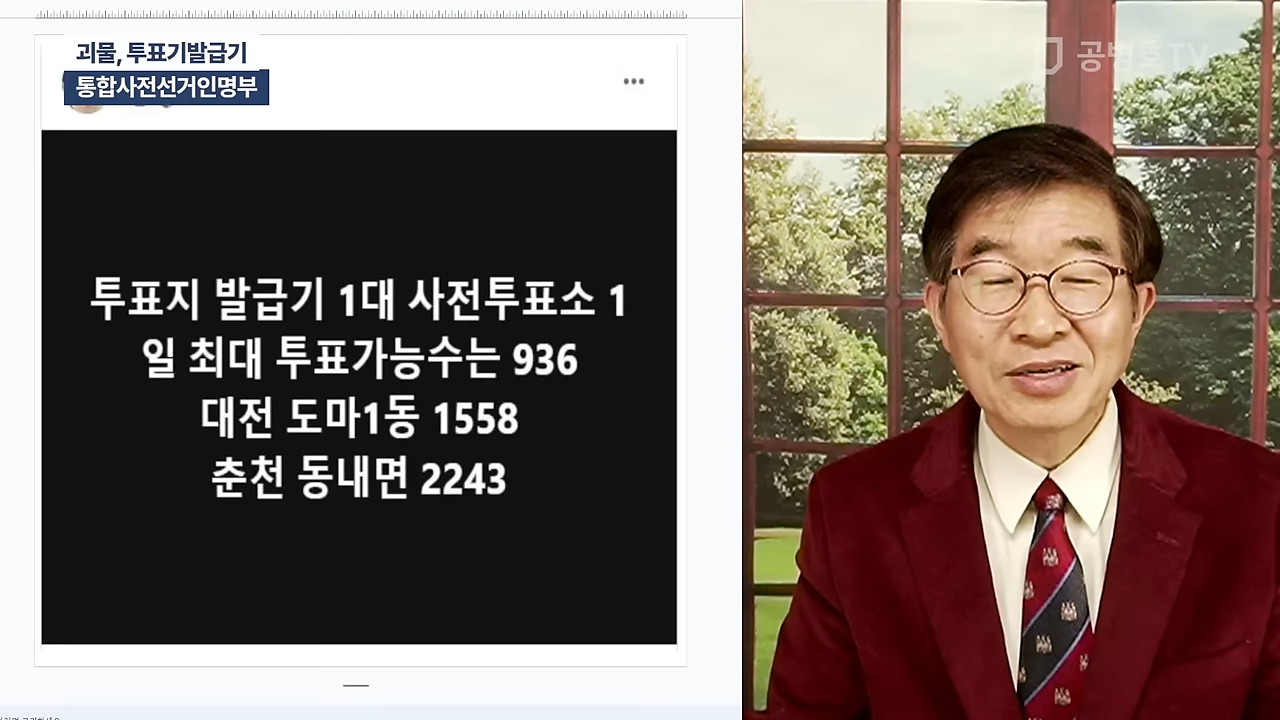 괴물, 투표기발급기
통합사전선거인명부
공병호TV
투표지 발급기 1대 사전투표소 1
일 최대 투표가능수는 936
대전 도마1동 1558
춘천 동내면 2243